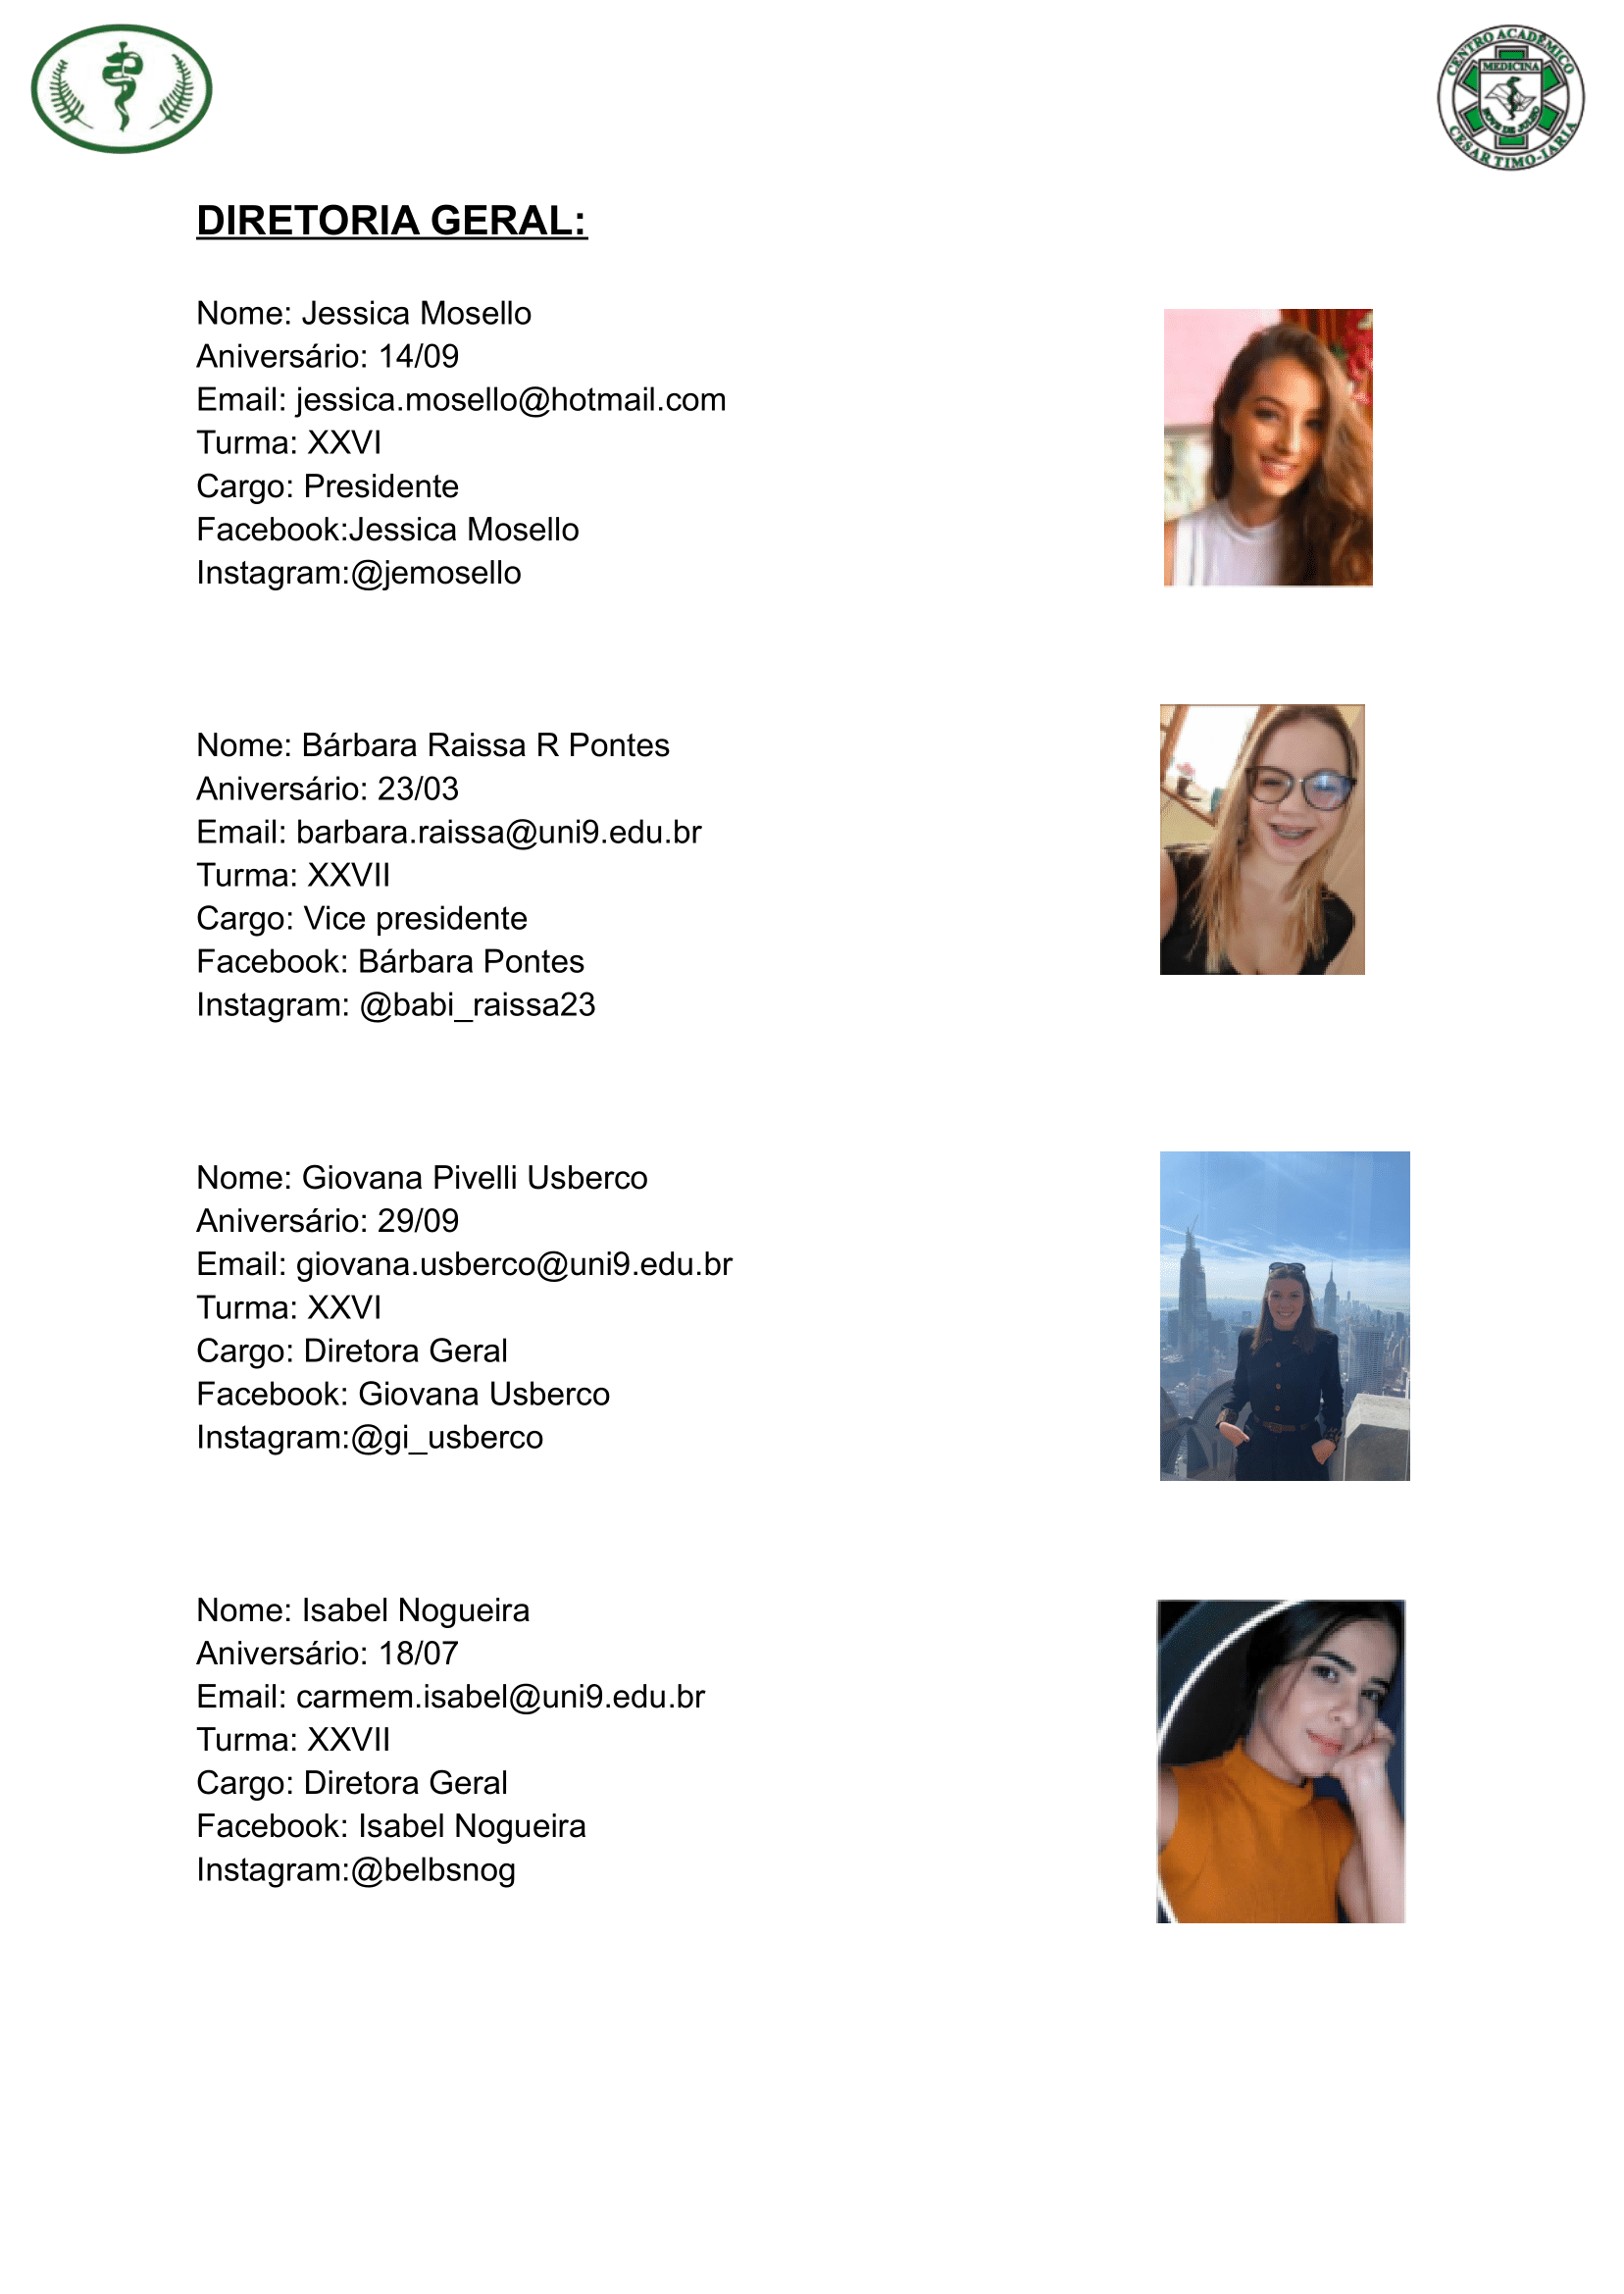 CENTRO ACADÊMICO
MEDICINA
NOVE DE JULHO
CESAR TIMO-IARIA
DIRETORIA GERAL:
Nome: Jessica Mosello
Aniversário: 14/09
Email: jessica.mosello@hotmail.com
Turma: XXVI
Cargo: Presidente
Facebook:Jessica Mosello
Instagram:@jemosello
Nome: Bárbara Raissa R Pontes
Aniversário: 23/03
Email: barbara.raissa@uni9.edu.br
Turma: XXVII
Cargo: Vice presidente
Facebook: Bárbara Pontes
Instagram: @babi_raissa23
Nome: Giovana Pivelli Usberco
Aniversário: 29/09
Email: giovana.usberco@uni9.edu.br
Turma: XXVI
Cargo: Diretora Geral
Facebook: Giovana Usberco
Instagram:@gi_usberco
Nome: Isabel Nogueira
Aniversário: 18/07
Email: carmem.isabel@uni9.edu.br
Turma: XXVII
Cargo: Diretora Geral
Facebook: Isabel Nogueira
Instagram:@belbsnog